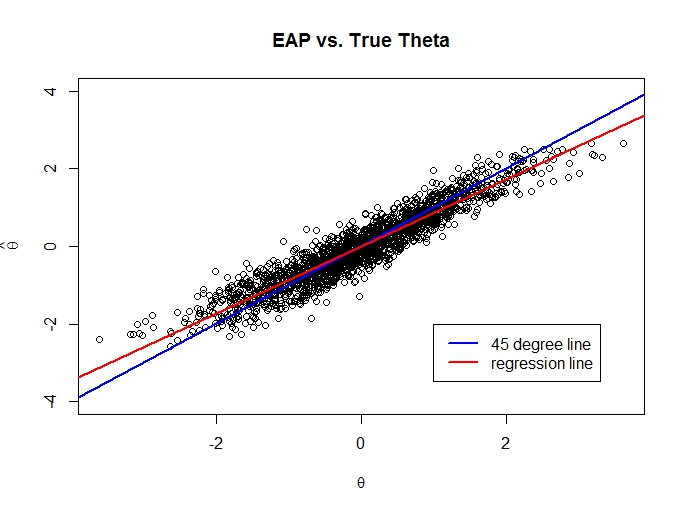 EAP vs. True Theta
4
2
0
-2
-4
θ̂
-2 0 2
θ
45 degree line
regression line